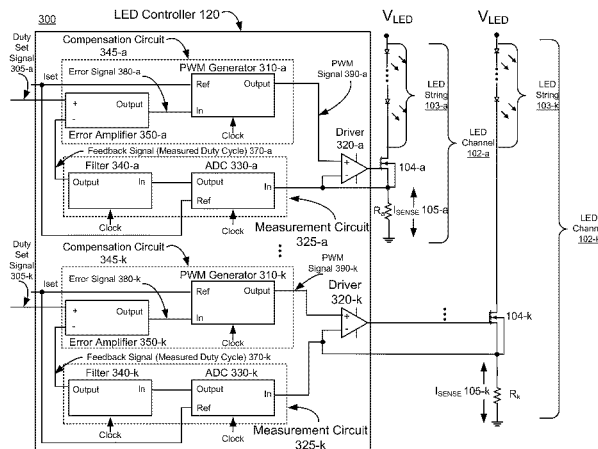 300
LED Controller 120
Duty
Set
Signal
305-a
Iset
Compensation Circuit
345-a
Error Signal 380-a
PWM Generator 310-a
Ref
Output
In
+
-
Output
Error Amplifier 350-a
Clock
Feedback Signal (Measured Duty Cycle) 370-a
Filter 340-a
ADC 330-a
Output
In
Output
In
Ref
Clock
Clock
Measurement Circuit
325-a
PWM
Signal 390-a
Driver
320-a
+
-
VLED
LED
String
103-a
104-a
Ra
ISENSE 105-a
LED
Channel
102-a
VLED
LED
String
103-k
LED
Channel
102-k
Duty
Set
Signal
305-k
Iset
Compensation Circuit
345-k
Error Signal 380-k
PWM Generator 310-k
Ref
Output
In
+
-
Output
Error Amplifier 350-k
Clock
Feedback Signal (Measured Duty Cycle) 370-k
Filter 340-k
ADC 330-k
Output
In
Output
In
Ref
Clock
Clock
Measurement Circuit
325-k
PWM
Signal 390-k
Driver
320-k
+
-
104-k
ISENSE 105-k
Rk